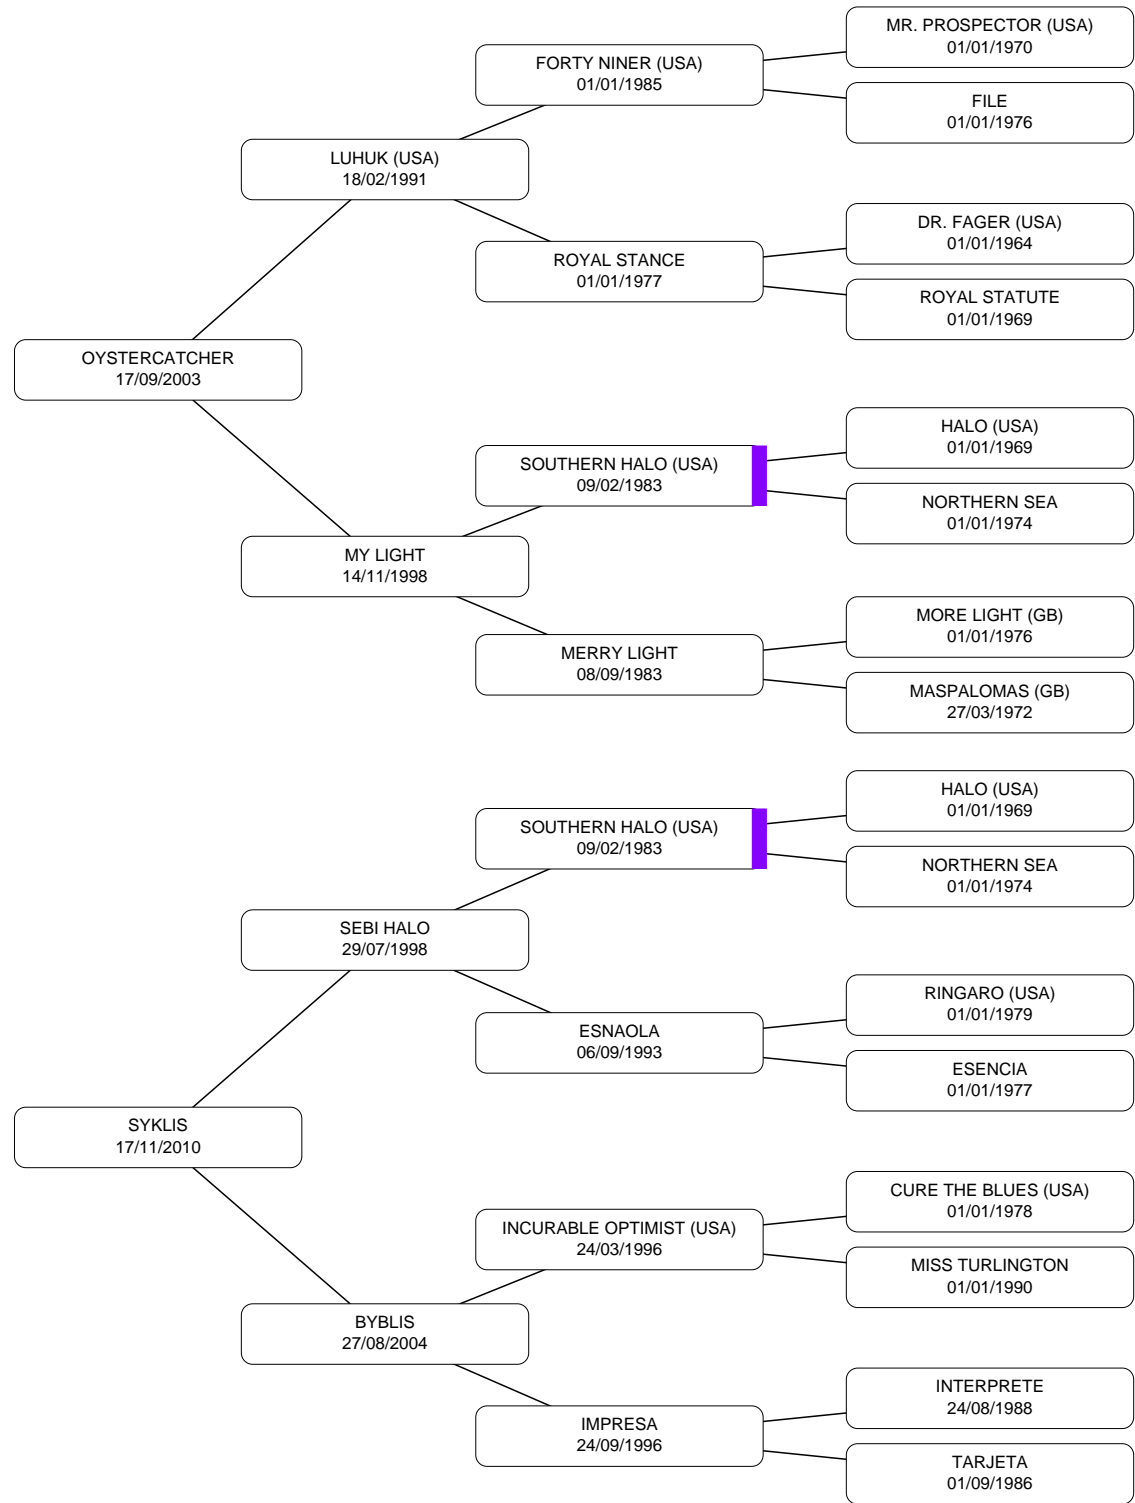 MR. PROSPECTOR (USA)
01/01/1970
FORTY NINER (USA)
01/01/1985
FILE
01/01/1976
LUHUK (USA)
18/02/1991
DR. FAGER (USA)
01/01/1964
ROYAL STANCE
01/01/1977
ROYAL STATUTE
01/01/1969
OYSTERCATCHER
17/09/2003
HALO (USA)
01/01/1969
SOUTHERN HALO (USA)
09/02/1983
NORTHERN SEA
01/01/1974
MY LIGHT
14/11/1998
MORE LIGHT (GB)
01/01/1976
MERRY LIGHT
08/09/1983
MASPALOMAS (GB)
27/03/1972
HALO (USA)
01/01/1969
SOUTHERN HALO (USA)
09/02/1983
NORTHERN SEA
01/01/1974
SEBI HALO
29/07/1998
RINGARO (USA)
01/01/1979
ESNAOLA
06/09/1993
ESENCIA
01/01/1977
SYKLIS
17/11/2010
CURE THE BLUES (USA)
01/01/1978
INCURABLE OPTIMIST (USA)
24/03/1996
MISS TURLINGTON
01/01/1990
BYBLIS
27/08/2004
INTERPRETE
24/08/1988
IMPRESA
24/09/1996
TARJETA
01/09/1986